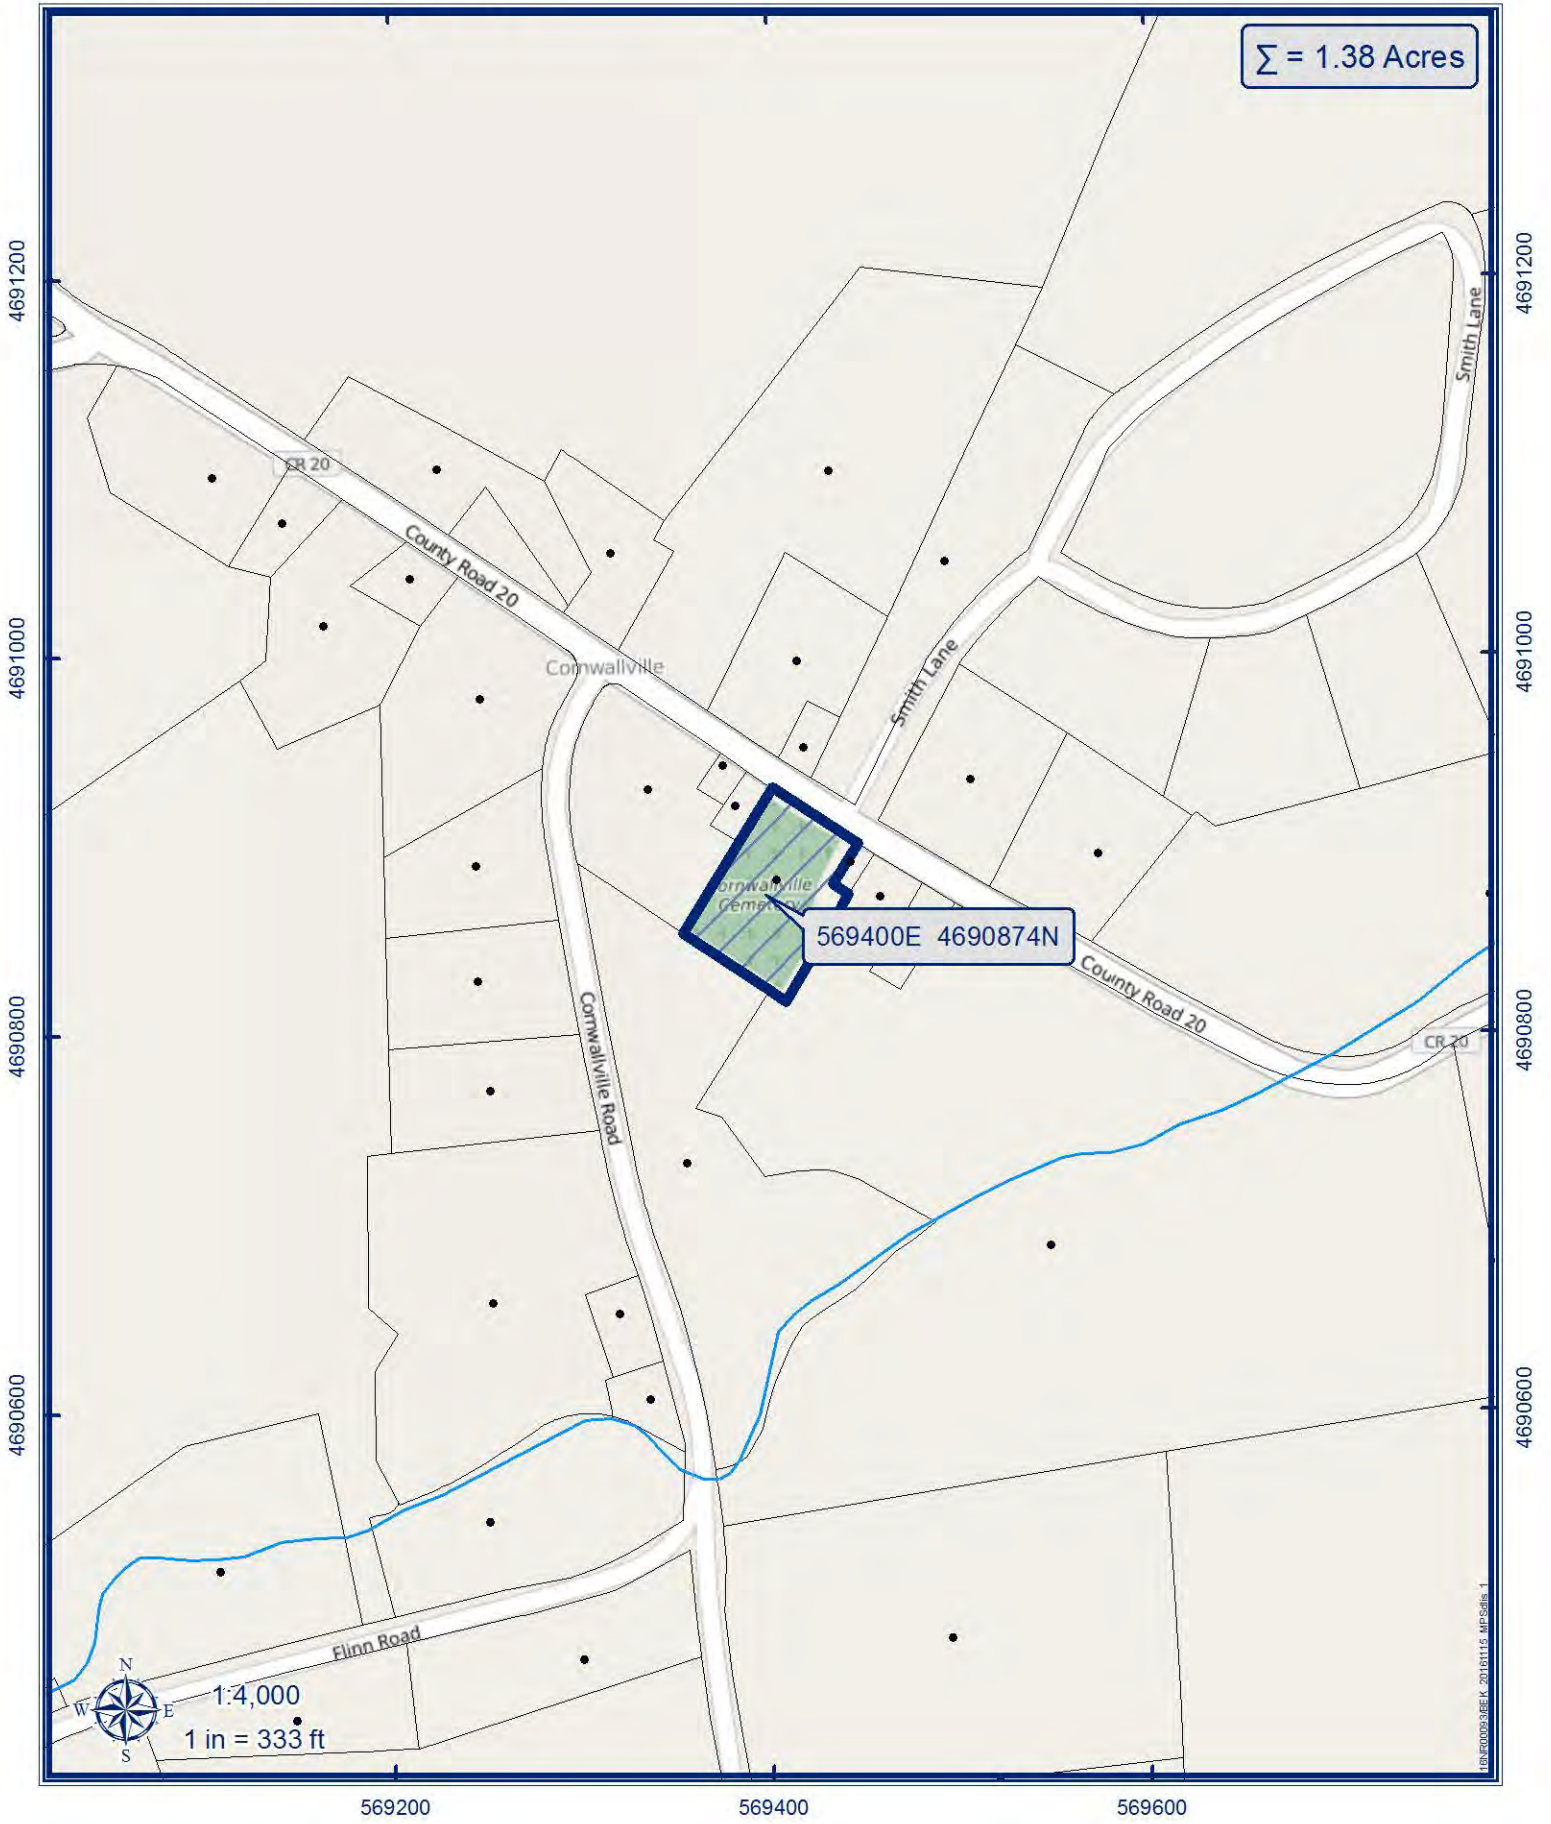 ∑ = 1.38 Acres
4691200
4691200
Smith Lane
CR 20
County Road 20
4691000
4691000
Cornwallville
Smith Lane
ornwallville
Cemetery
569400E 4690874N
County Road 20
4690800
4690800
CR 20
Cornwallville Road
4690600
4690600
Flinn Road
N
W E
S
1:4,000
1 in = 333 ft
569200
569400
569600